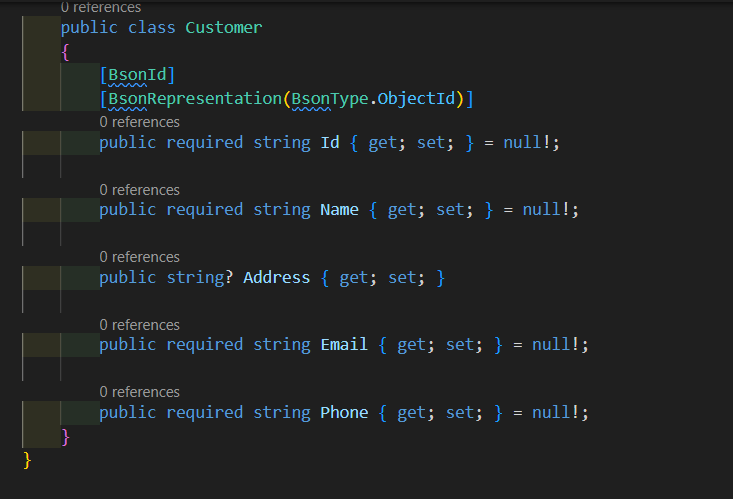 0 references
public class Customer
{
[BsonId]
[BsonRepresentation(BsonType.ObjectId)]
0 references
public required string Id { get; set; } = null!;
0 references
public required string Name { get; set; } = null!;
0 references
public string? Address { get; set; }
0 references
public required string Email { get; set; } = null!;
0 references
public required string Phone { get; set; } = null!;
}
}